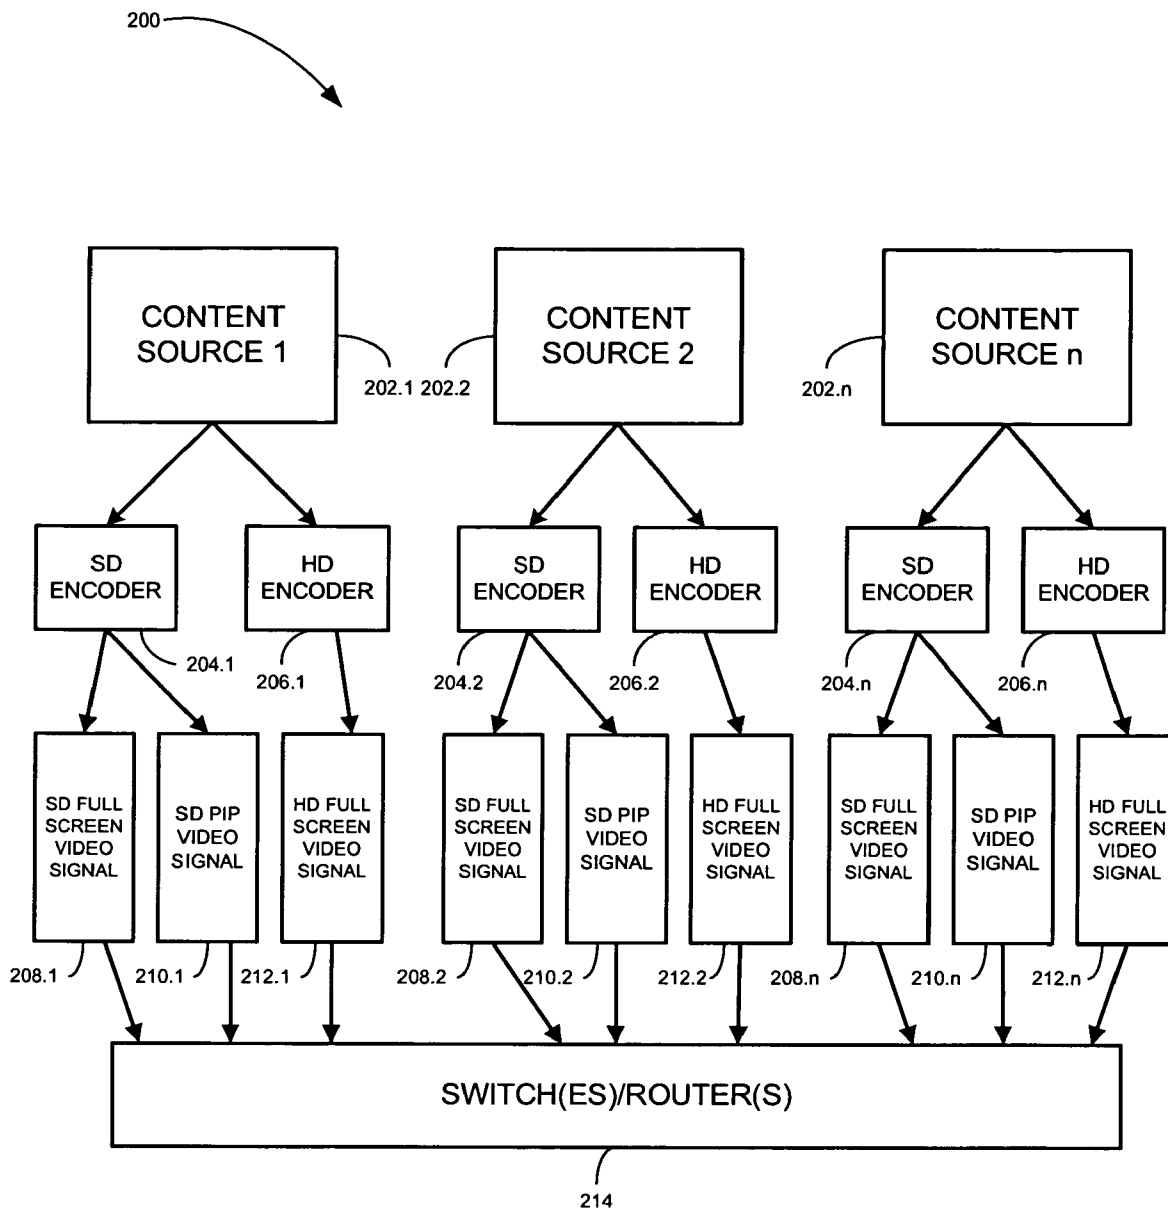 200
CONTENT
SOURCE 1
202.1
CONTENT
SOURCE 2
202.2
CONTENT
SOURCE n
202.n
SD
ENCODER
204.1
HD
ENCODER
206.1
SD
ENCODER
204.2
HD
ENCODER
206.2
SD
ENCODER
204.n
HD
ENCODER
206.n
SD FULL
SCREEN
VIDEO
SIGNAL
208.1
SD PIP
VIDEO
SIGNAL
210.1
HD FULL
SCREEN
VIDEO
SIGNAL
212.1
SD FULL
SCREEN
VIDEO
SIGNAL
208.2
SD PIP
VIDEO
SIGNAL
210.2
HD FULL
SCREEN
VIDEO
SIGNAL
212.2
SD FULL
SCREEN
VIDEO
SIGNAL
208.n
SD PIP
VIDEO
SIGNAL
210.n
HD FULL
SCREEN
VIDEO
SIGNAL
212.n
SWITCH(ES)/ROUTER(S)
214